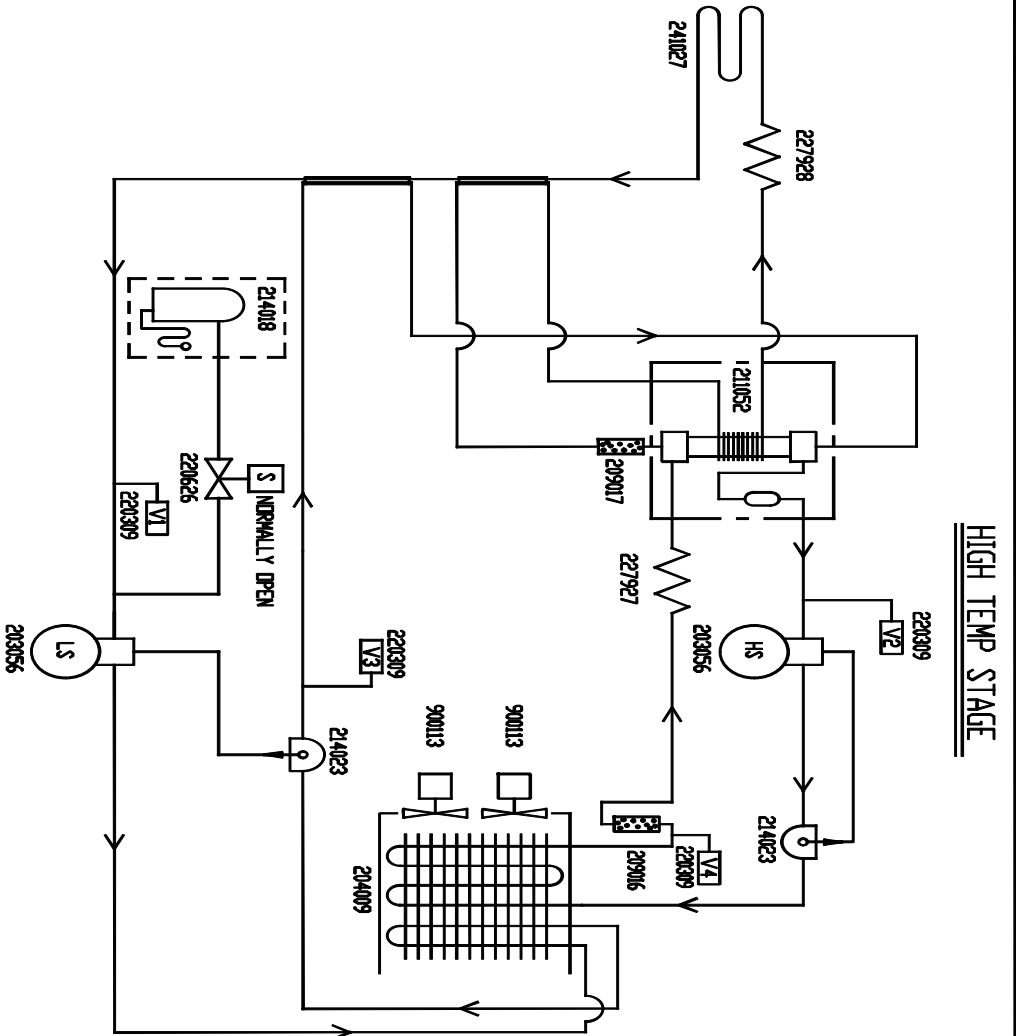 HIGH TEMP STAGE
241027
227928
214018
220626
S
NORMALLY OPEN
V1
220309
LS
203056
211052
209017
227927
HS
203056
V2
220309
V3
220309
214023
214023
900113
900113
204009
V4
220309
209016